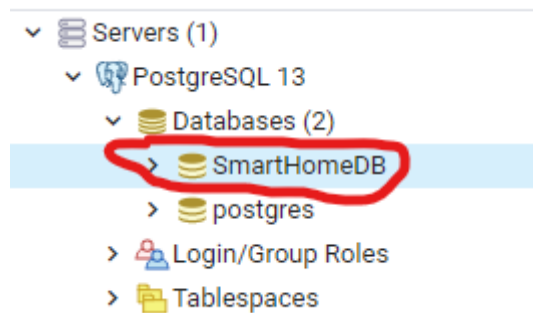 Servers (1)
PostgreSQL 13
Databases (2)
SmartHomeDB
postgres
Login/Group Roles
Tablespaces